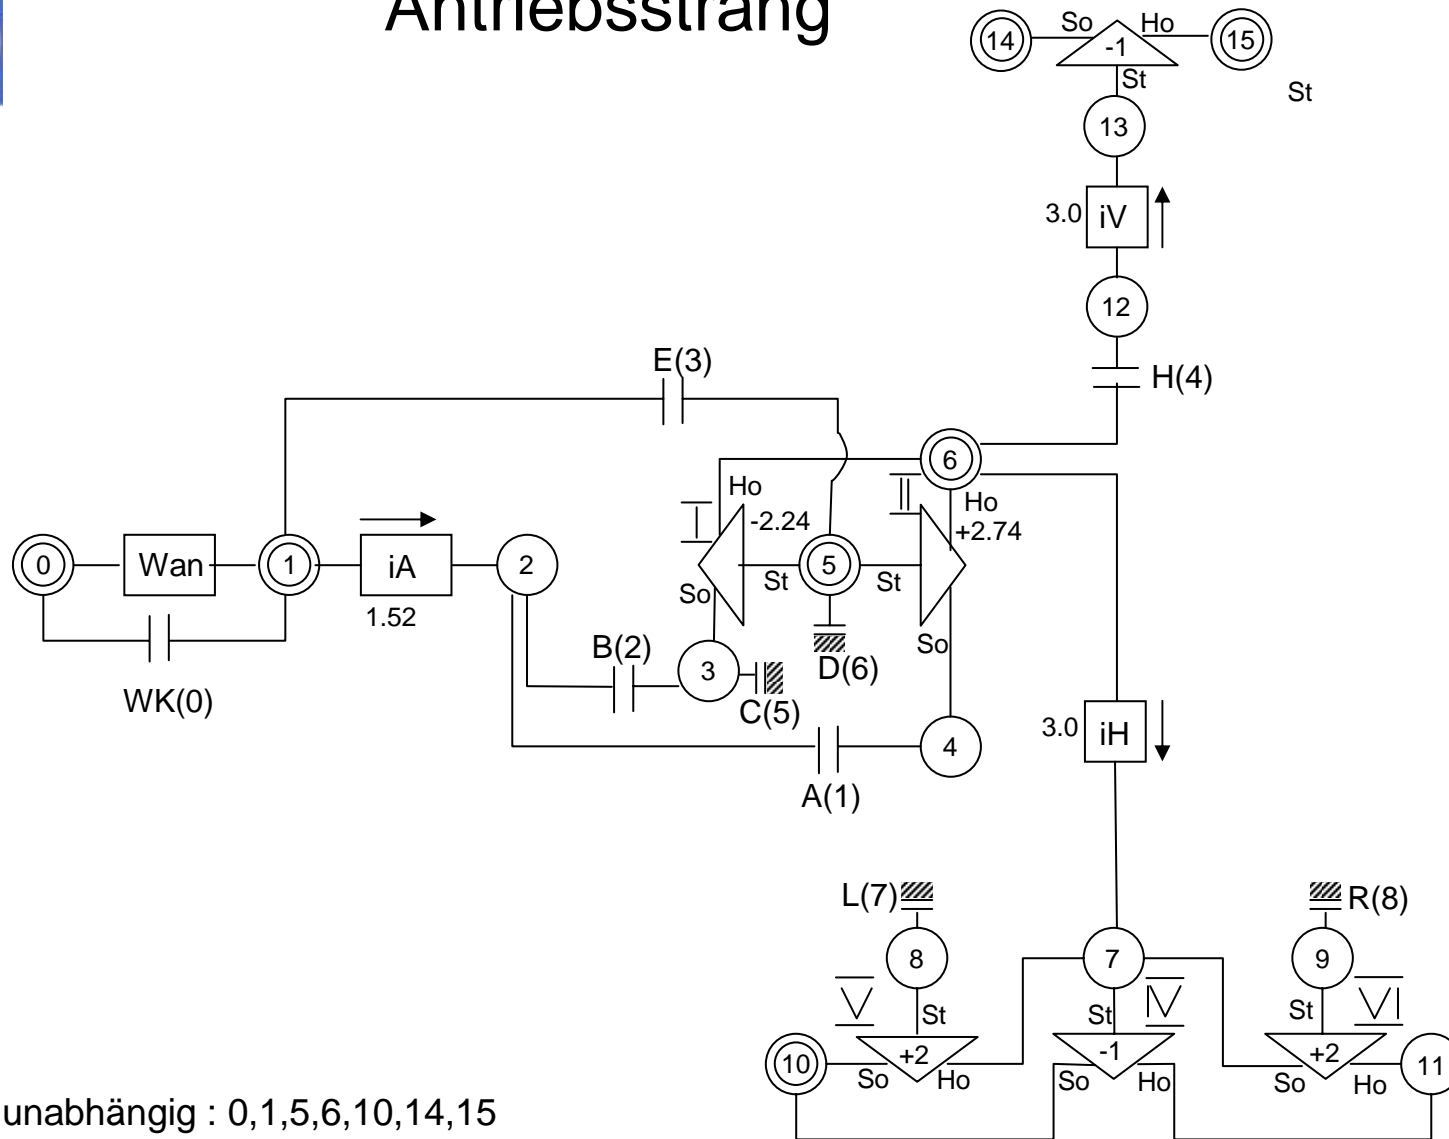 Antriebsstrang
14
So
-1
Ho
15
St
St
13
3.0
iV
12
E(3)
H(4)
6
Ho
-2.24
I
II
Ho
+2.74
0
Wan
1
iA
2
So
St
5
St
1.52
So
B(2)
3
D(6)
WK(0)
C(5)
3.0
iH
4
A(1)
L(7)
R(8)
8
7
9
V
St
St
IV
St
VI
10
+2
-1
+2
11
So
Ho
So
Ho
So
Ho
unabhängig : 0,1,5,6,10,14,15